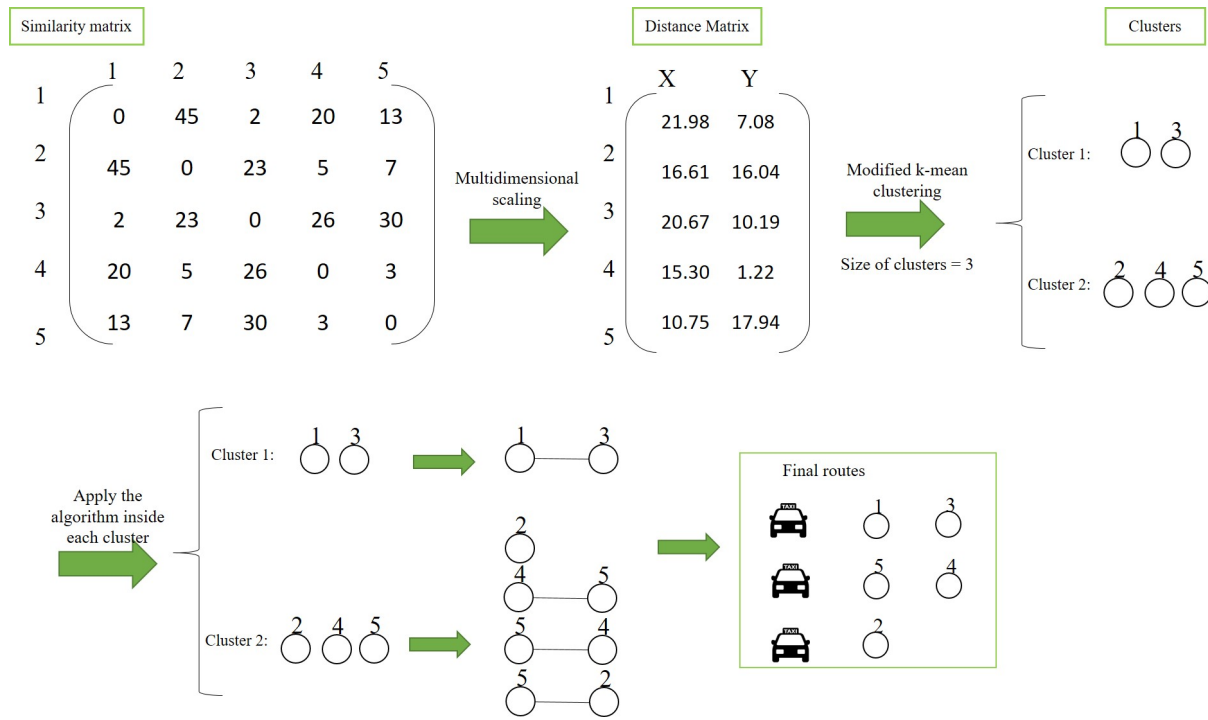 Similarity matrix
Distance Matrix
Clusters
1 2 3 4 5
1 0 45 2 20 13
2 45 0 23 5 7
3 2 23 0 26 30
4 20 5 26 0 3
5 13 7 30 3 0
Multidimensional
scaling
X Y
1 21.98 7.08
2 16.61 16.04
3 20.67 10.19
4 15.30 1.22
5 10.75 17.94
Modified k-mean
clustering
Size of clusters = 3
1 3
Cluster 1:
2 4 5
Cluster 2:
Apply the
algorithm inside
each cluster
1 3
Cluster 1:
1 3
2 4 5
Cluster 2:
2
4 5
5 4
5 2
Final routes
TAXI 1 3
TAXI 5 4
TAXI 2